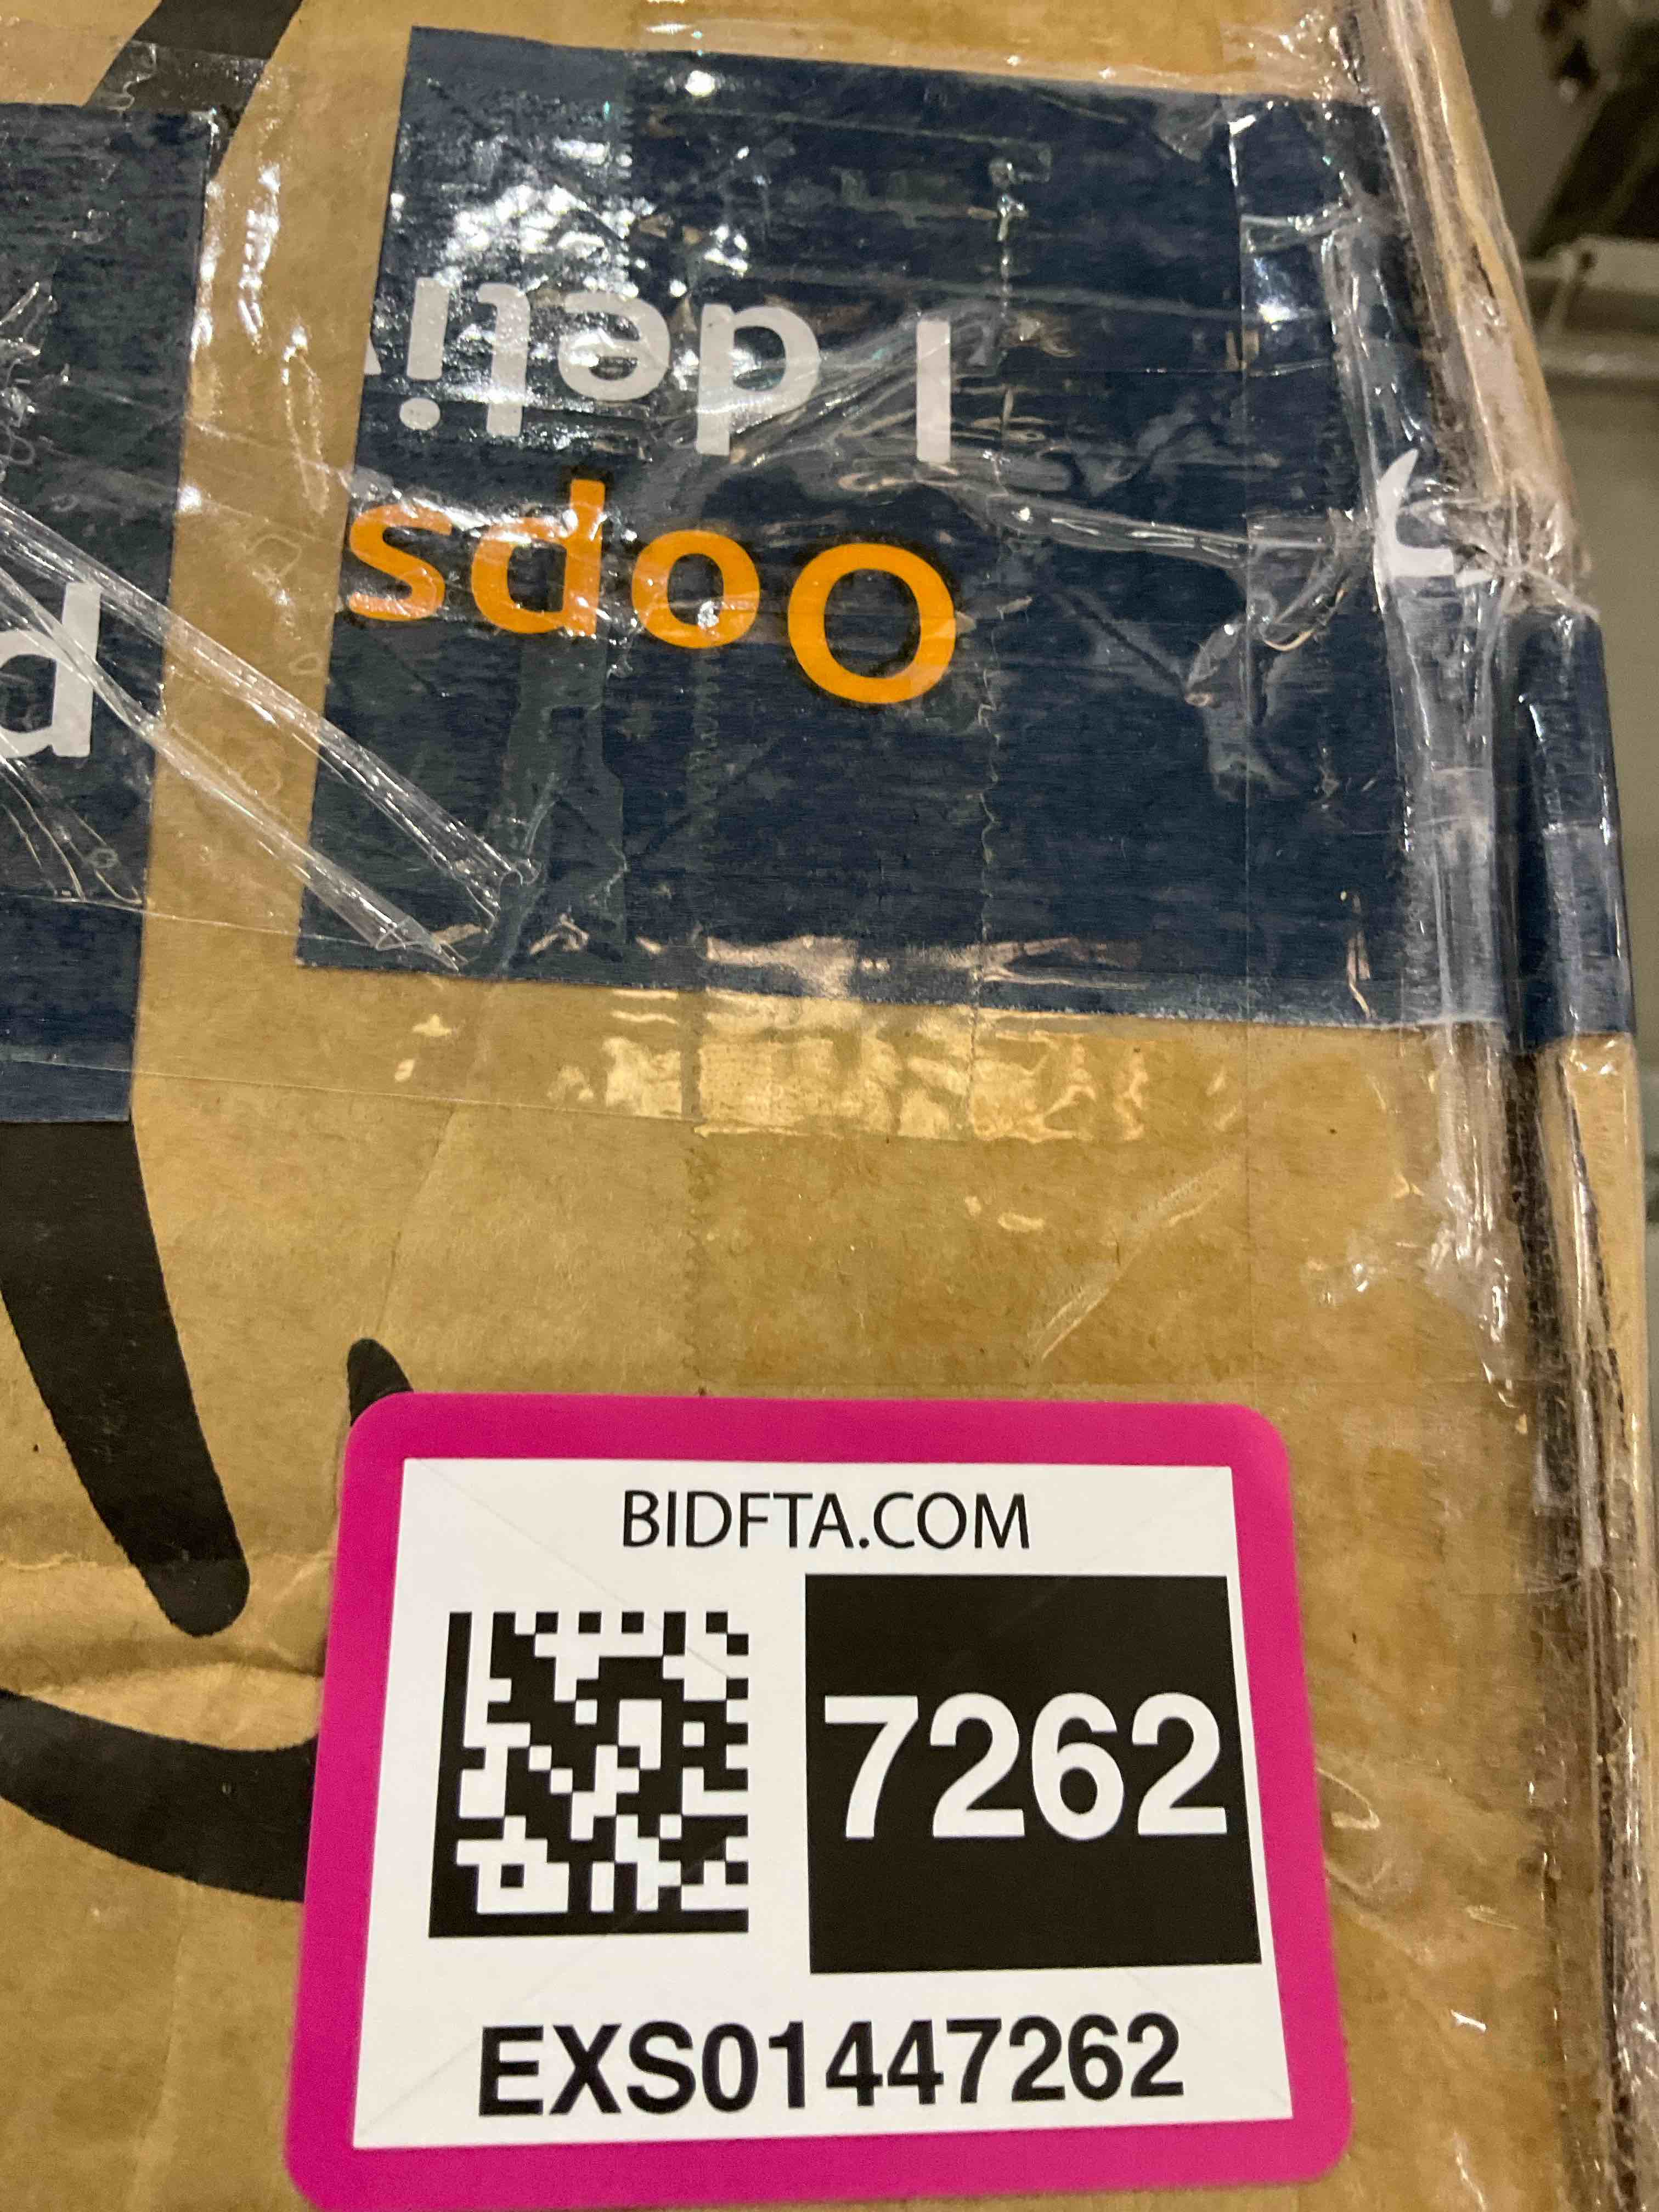 Oops
I deli
BIDFTA.COM
7262
EXS01447262